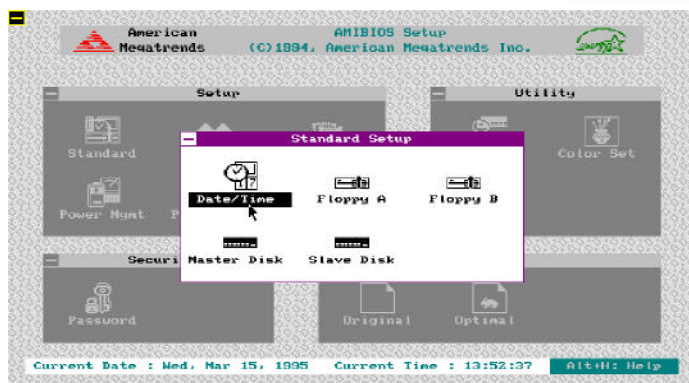 American
Megatrends
AMIBIOS Setup
(C)1994, American Megatrends Inc.
Setup
Utility
Standard
Color Set
Standard Setup
Date/Time
Floppy A
Floppy B
Power Mgmt
P
Master Disk
Slave Disk
Securi
Password
Original
Optimal
Current Date : Wed, Mar 15, 1995
Current Time : 13:52:37
Alt+H: Help